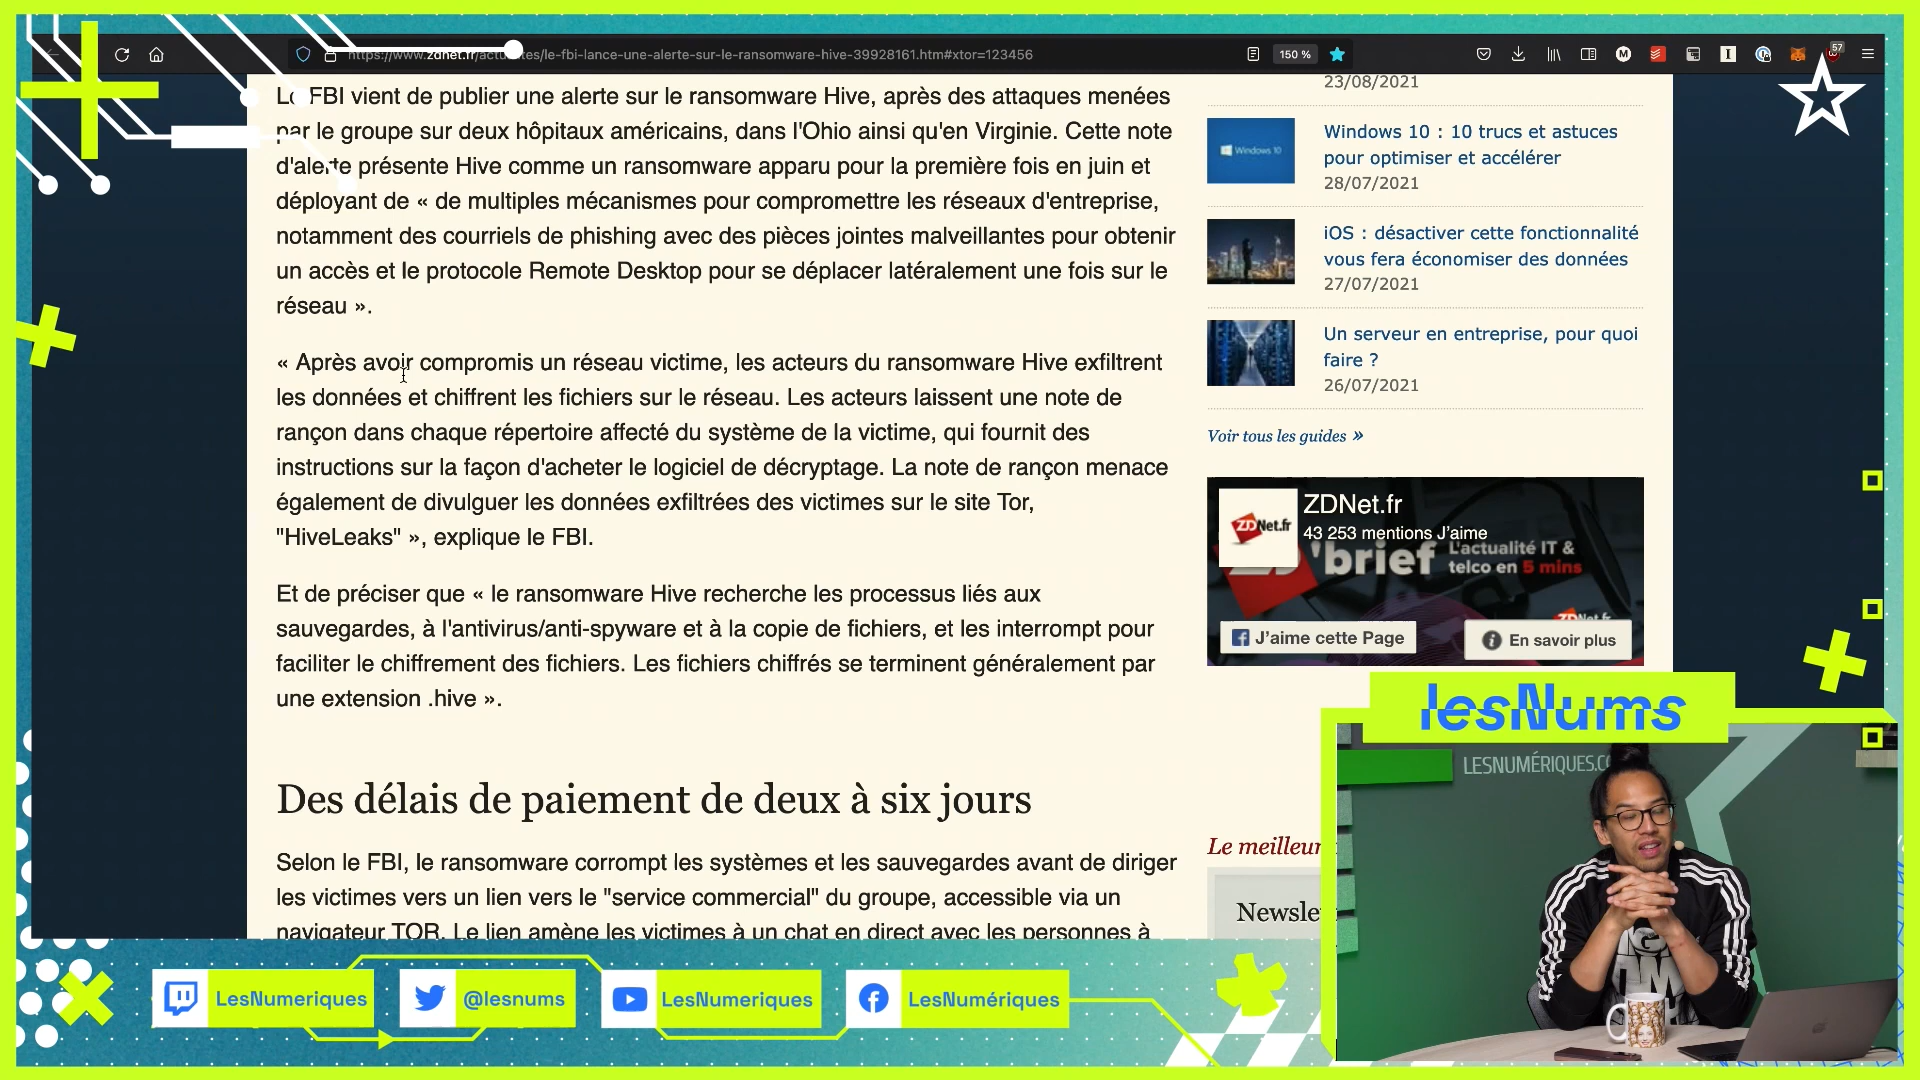 https://www.zdnet.fr/actualites/le-fbi-lance-une-alerte-sur-le-ransomware-hive-39928161.htm#xtor=123456
150 %
57
Le FBI vient de publier une alerte sur le ransomware Hive, après des attaques menées
par le groupe sur deux hôpitaux américains, dans l'Ohio ainsi qu'en Virginie. Cette note
d'alerte présente Hive comme un ransomware apparu pour la première fois en juin et
déployant de « de multiples mécanismes pour compromettre les réseaux d'entreprise,
notamment des courriels de phishing avec des pièces jointes malveillantes pour obtenir
un accès et le protocole Remote Desktop pour se déplacer latéralement une fois sur le
réseau ».
« Après avoir compromis un réseau victime, les acteurs du ransomware Hive exfiltrent
les données et chiffrent les fichiers sur le réseau. Les acteurs laissent une note de
rançon dans chaque répertoire affecté du système de la victime, qui fournit des
instructions sur la façon d'acheter le logiciel de décryptage. La note de rançon menace
également de divulguer les données exfiltrées des victimes sur le site Tor,
"HiveLeaks" », explique le FBI.
Et de préciser que « le ransomware Hive recherche les processus liés aux
sauvegardes, à l'antivirus/anti-spyware et à la copie de fichiers, et les interrompt pour
faciliter le chiffrement des fichiers. Les fichiers chiffrés se terminent généralement par
une extension .hive ».
Des délais de paiement de deux à six jours
Selon le FBI, le ransomware corrompt les systèmes et les sauvegardes avant de diriger
les victimes vers un lien vers le "service commercial" du groupe, accessible via un
navigateur TOR. Le lien amène les victimes à un chat en direct avec les personnes à
23/08/2021
Windows 10
Windows 10 : 10 trucs et astuces
pour optimiser et accélérer
28/07/2021
iOS : désactiver cette fonctionnalité
vous fera économiser des données
27/07/2021
Un serveur en entreprise, pour quoi
faire ?
26/07/2021
Voir tous les guides »
ZDNet.fr
ZDNet.fr
43 253 mentions J'aime
'brief
L'actualité IT &
telco en 5 mins
ZDNet.fr
J'aime cette Page
En savoir plus
Le meilleur
Newsle
lesNums
LESNUMÉRIQUES.C
LesNumeriques
@lesnums
LesNumeriques
LesNumériques